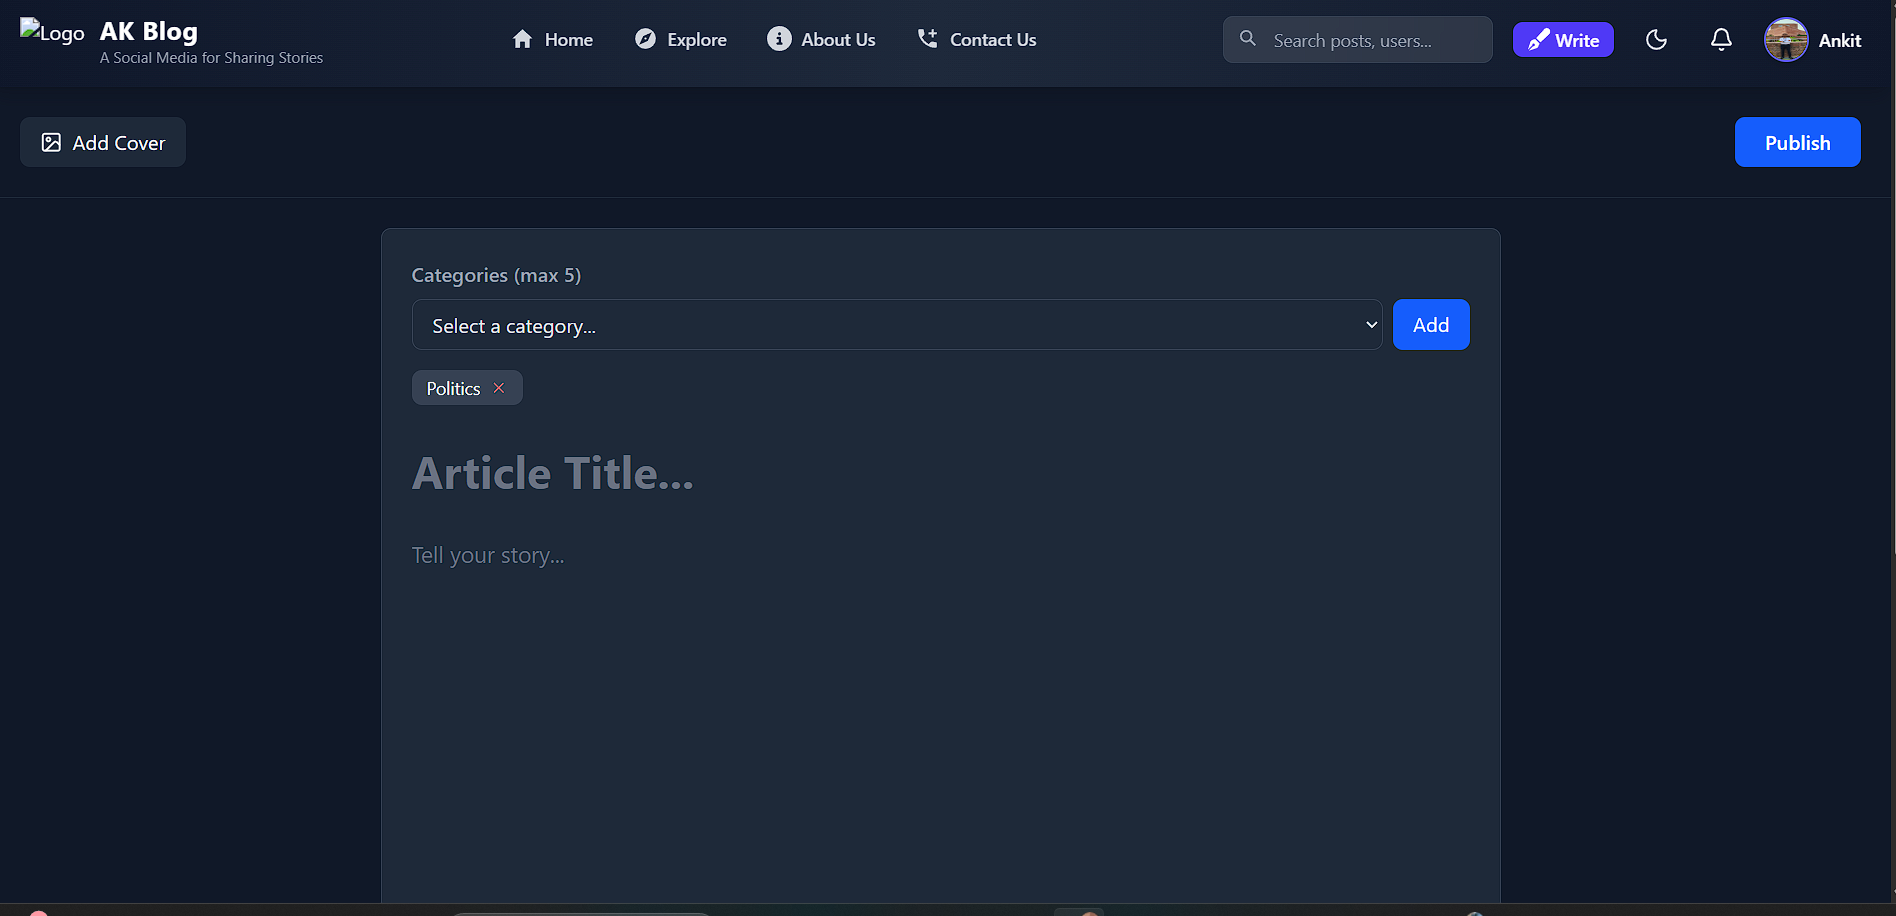 Logo
AK Blog
A Social Media for Sharing Stories
Home
Explore
About Us
Contact Us
Search posts, users...
Write
Ankit
Add Cover
Publish
Categories (max 5)
Select a category...
Add
Politics
Article Title...
Tell your story...